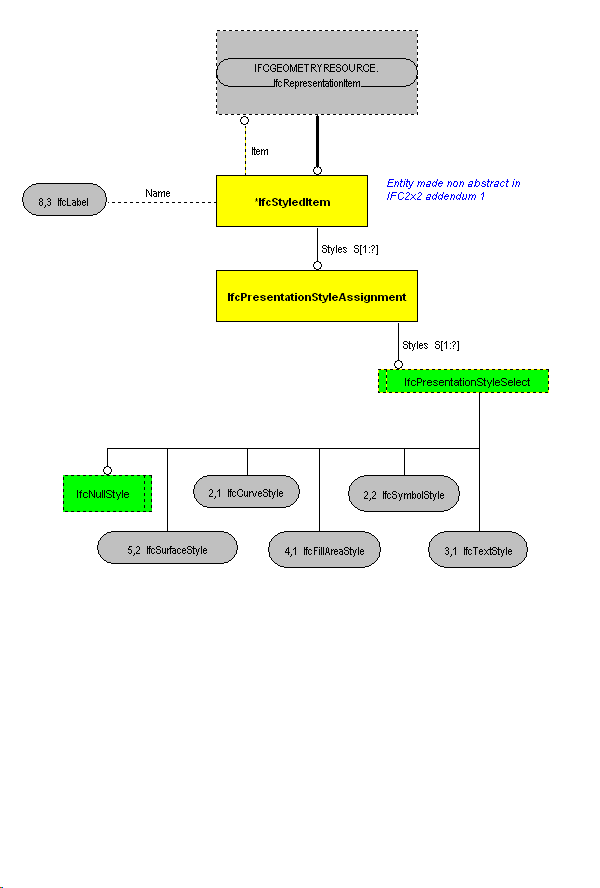 IFCGEOMETRYRESOURCE.
IfcRepresentationItem
Item
Entity made non abstract in
IFC2x2 addendum 1
Name
8,3 IfcLabel
*IfcStyledItem
Styles S[1:?]
IfcPresentationStyleAssignment
Styles S[1:?]
IfcPresentationStyleSelect
IfcNullStyle
2,1 IfcCurveStyle
2,2 IfcSymbolStyle
5,2 IfcSurfaceStyle
4,1 IfcFillAreaStyle
3,1 IfcTextStyle